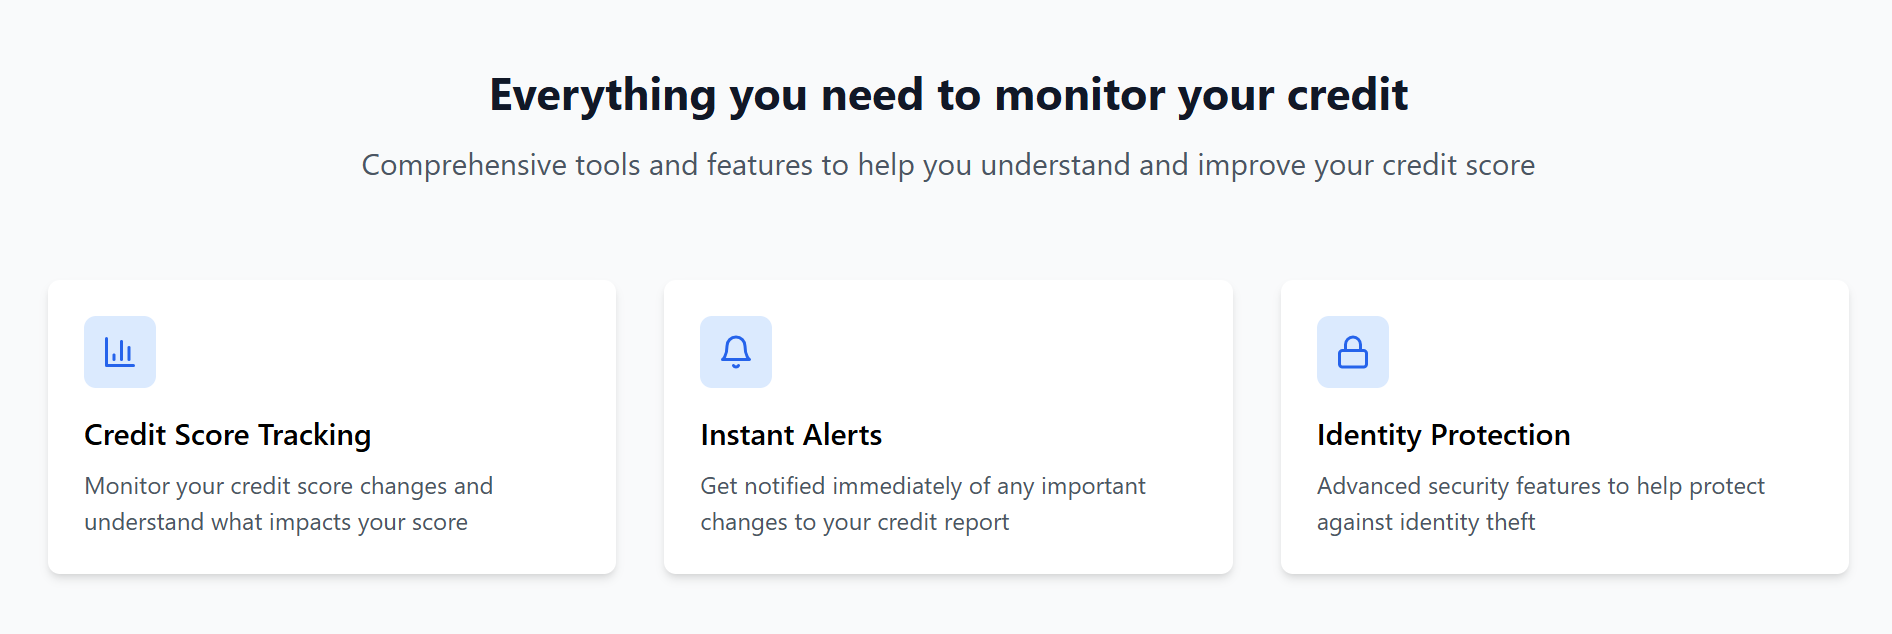 Everything you need to monitor your credit
Comprehensive tools and features to help you understand and improve your credit score
Credit Score Tracking
Monitor your credit score changes and
understand what impacts your score
Instant Alerts
Get notified immediately of any important
changes to your credit report
Identity Protection
Advanced security features to help protect
against identity theft